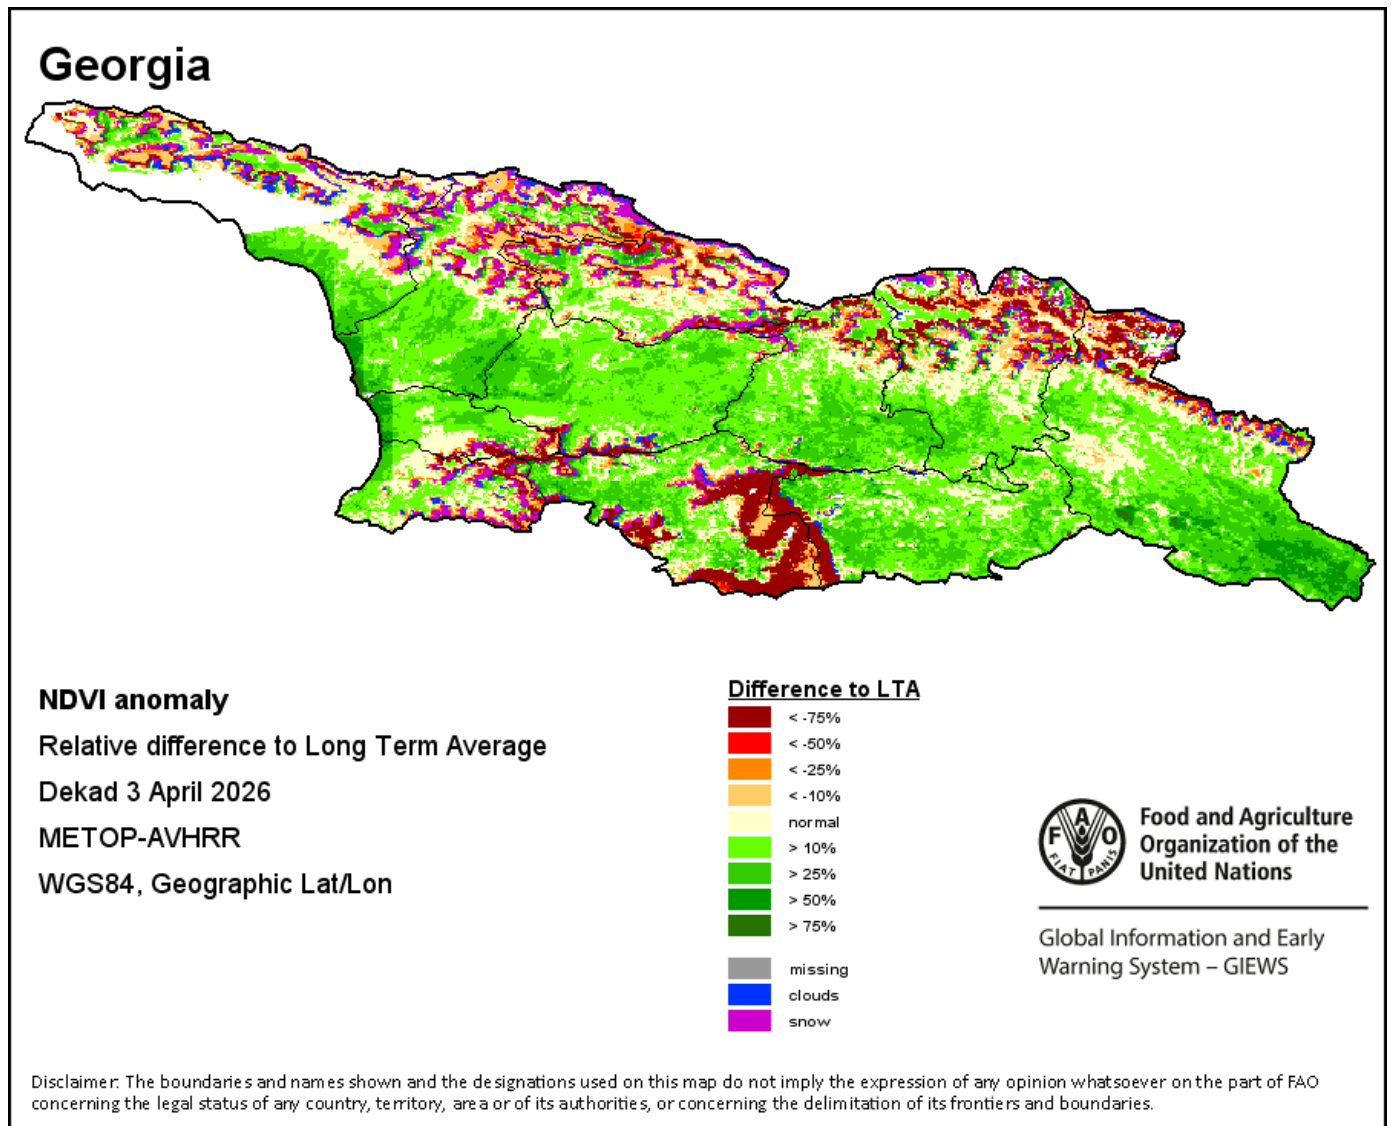 Georgia
NDVI anomaly
Relative difference to Long Term Average
Dekad 3 April 2026
METOP-AVHRR
WGS84, Geographic Lat/Lon
Difference to LTA
< -75%
< -50%
< -25%
< -10%
normal
> 10%
> 25%
> 50%
> 75%
missing
clouds
snow
F A O
FIAT PANIS
Food and Agriculture
Organization of the
United Nations
Global Information and Early
Warning System – GIEWS
Disclaimer: The boundaries and names shown and the designations used on this map do not imply the expression of any opinion whatsoever on the part of FAO
concerning the legal status of any country, territory, area or of its authorities, or concerning the delimitation of its frontiers and boundaries.